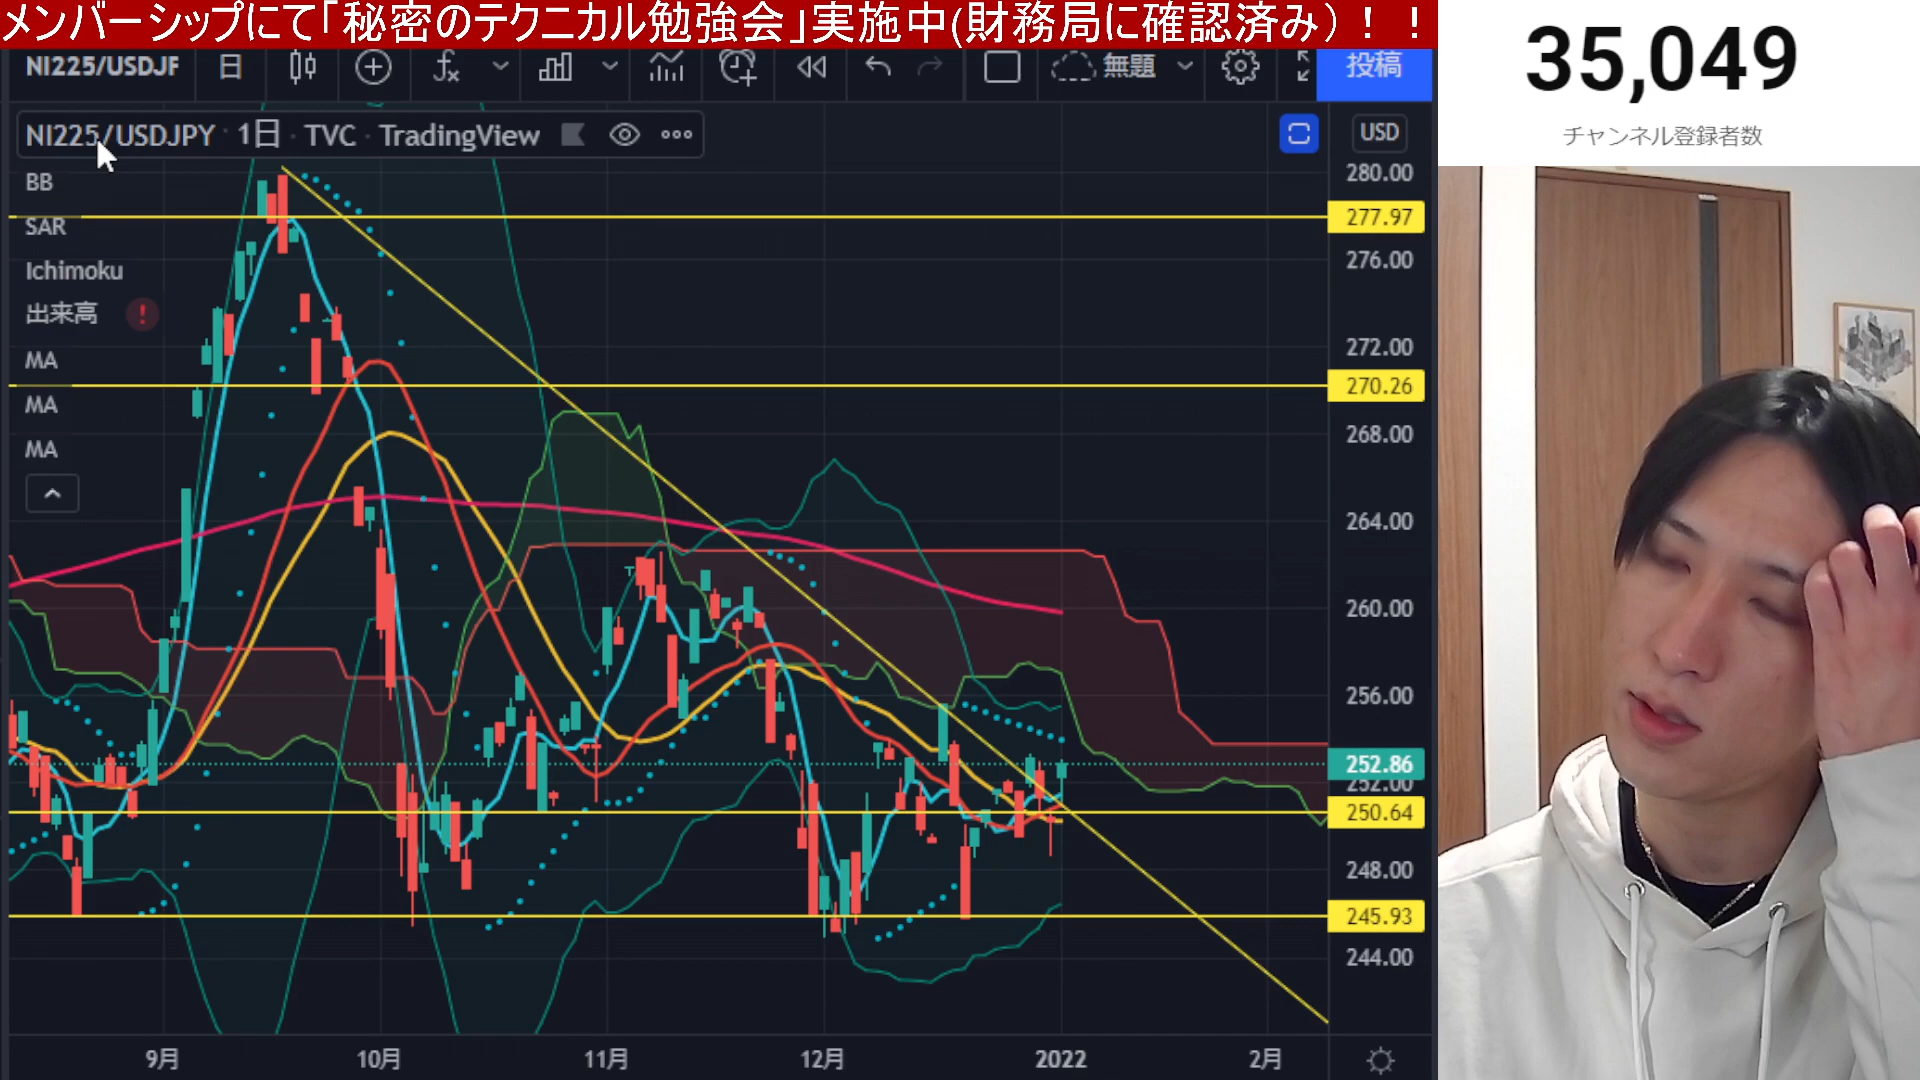 メンバーシップにて「秘密のテクニカル勉強会」実施中(財務局に確認済み)！！
35,049
チャンネル登録者数
NI225/USDJF
日
fx
無題
投稿
NI225/USDJPY · 1日 · TVC · TradingView
USD
BB
SAR
Ichimoku
出来高
!
MA
MA
MA
280.00
277.97
276.00
272.00
270.26
268.00
264.00
260.00
256.00
252.86
252.00
250.64
248.00
245.93
244.00
9月
10月
11月
12月
2022
2月